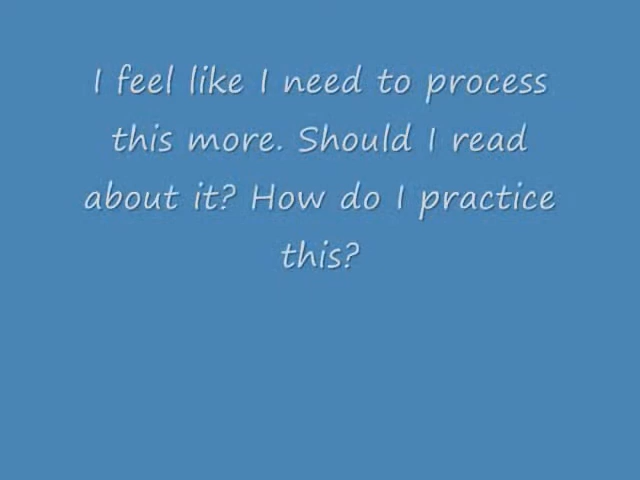 I feel like I need to process
this more. Should I read
about it? How do I practice
this?